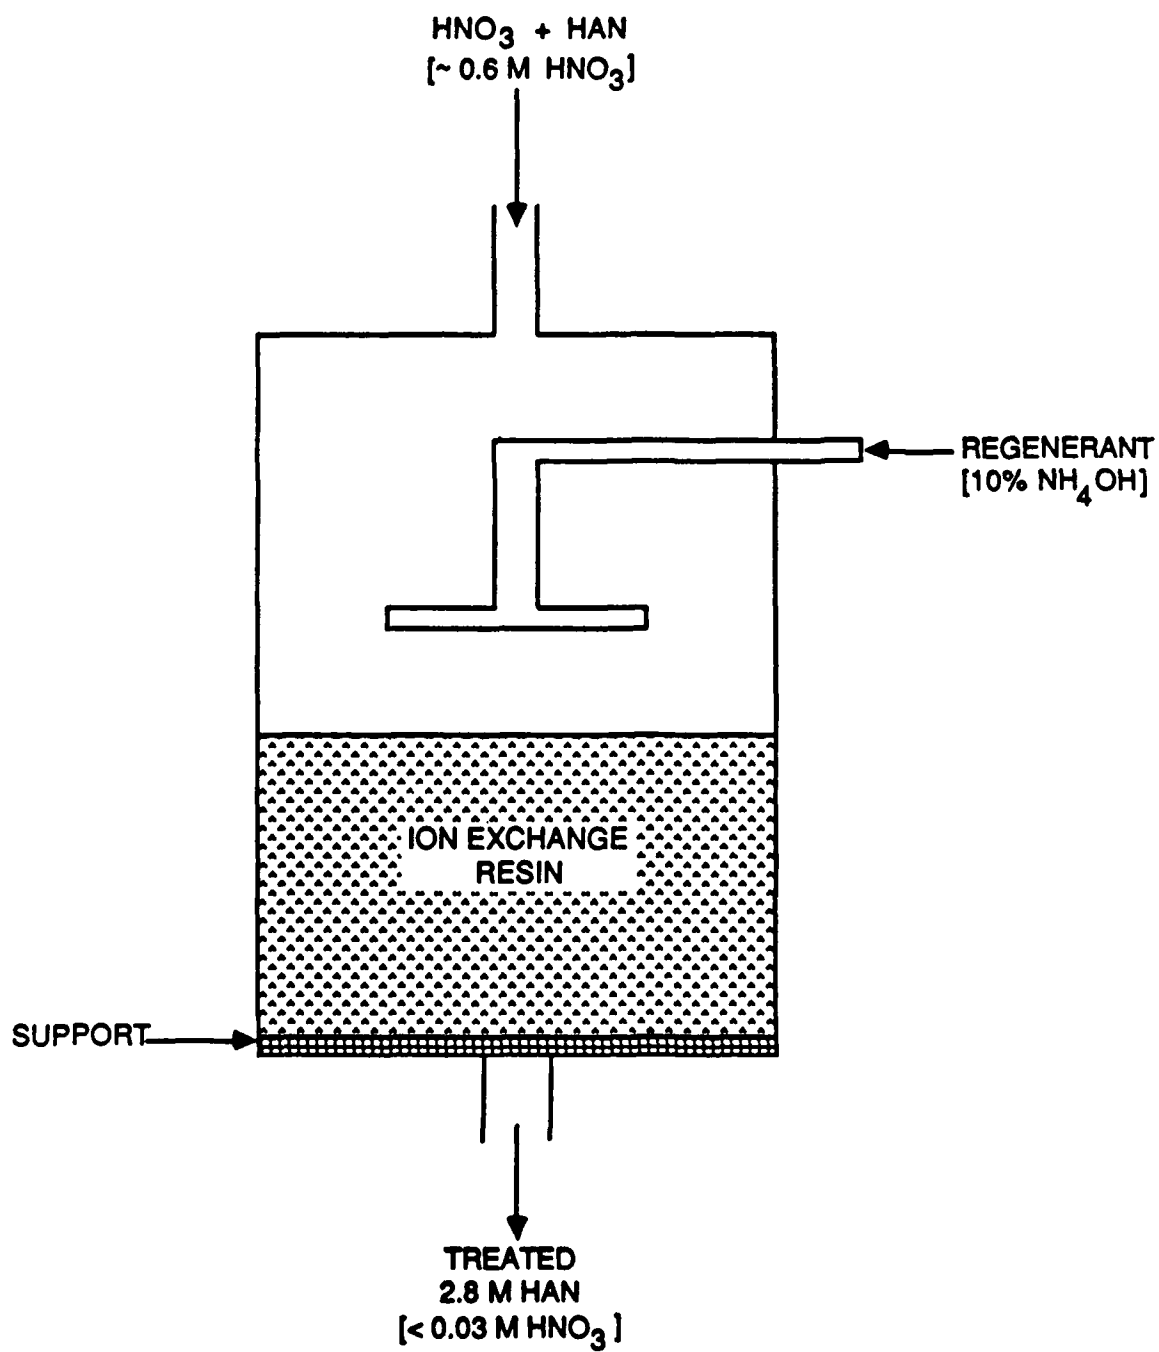 HNO3 + HAN
[~ 0.6 M HNO3]
REGENERANT
[10% NH4OH]
ION EXCHANGE
RESIN
SUPPORT
TREATED
2.8 M HAN
[< 0.03 M HNO3]